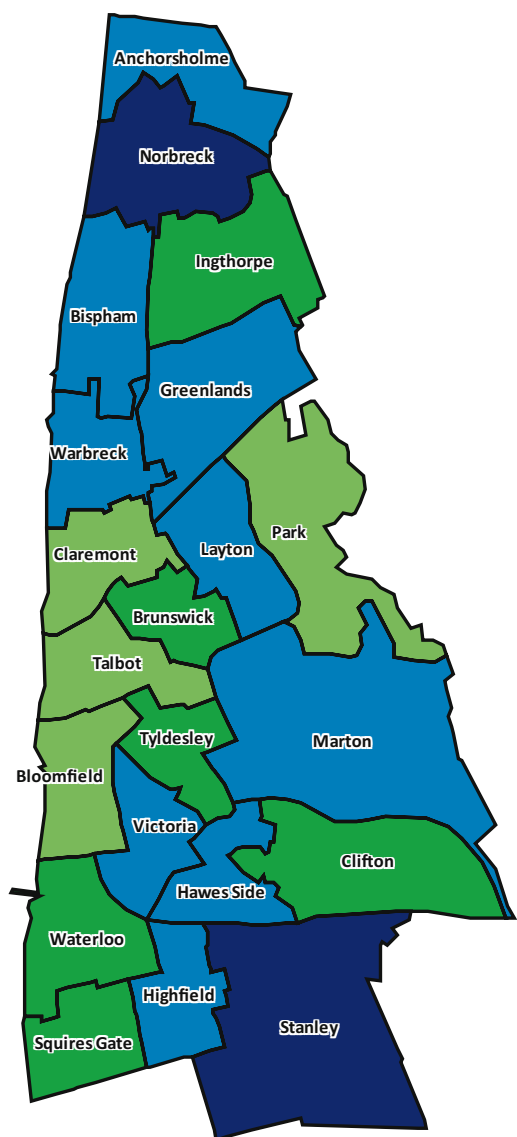 Anchorsholme
Norbreck
Ingthorpe
Bispham
Greenlands
Warbreck
Park
Layton
Claremont
Brunswick
Talbot
Tyldesley
Marton
Bloomfield
Victoria
Clifton
Hawes Side
Waterloo
Highfield
Stanley
Squires Gate